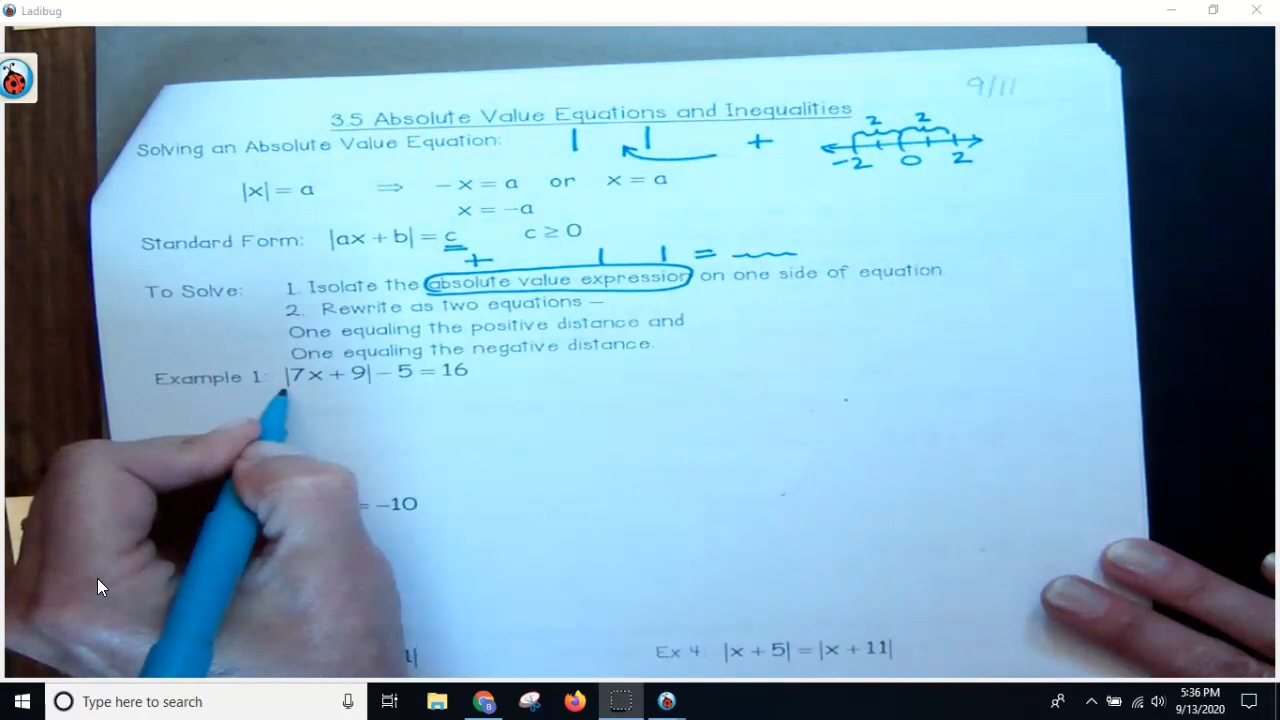 Ladibug
9/11
3.5 Absolute Value Equations and Inequalities
Solving an Absolute Value Equation: | | +
2 2
-2 0 2
|x| = a ⇒ -x = a or x = a
x = -a
Standard Form: |ax + b| = c c ≥ 0
+ | | =
To Solve: 1. Isolate the absolute value expression on one side of equation.
2. Rewrite as two equations –
One equaling the positive distance and
One equaling the negative distance.
Example 1: |7x + 9| - 5 = 16
= -10
Ex 4: |x + 5| = |x + 11|
Type here to search
5:36 PM
9/13/2020